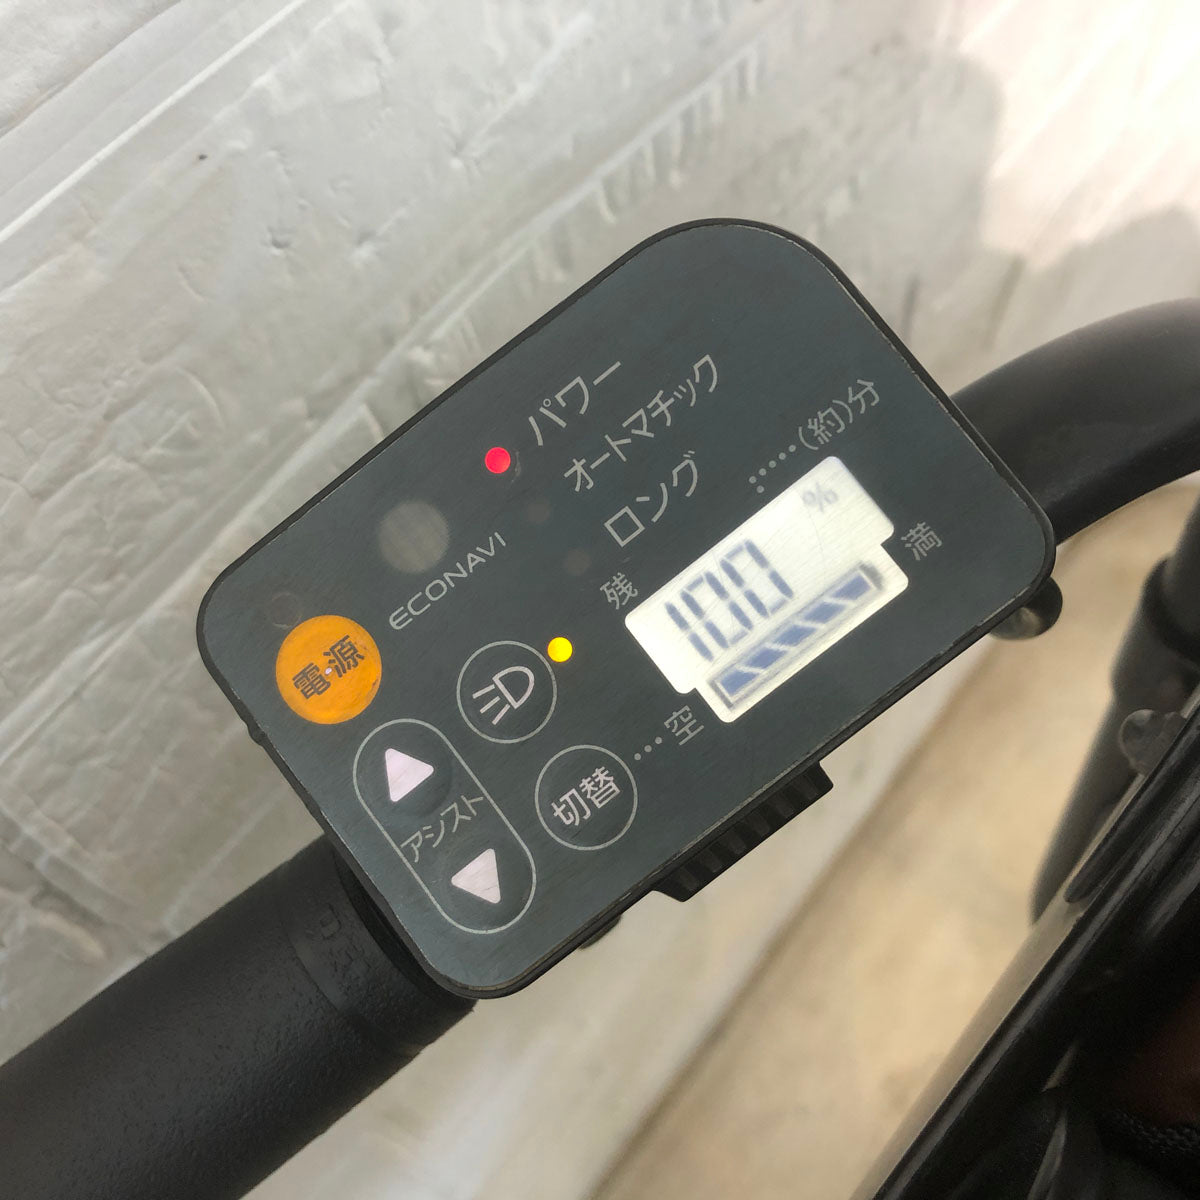 パワー
オートマチック
ロング
ECONAVI
電源
アシスト
切替
残……(約)分
100
%
…空
満